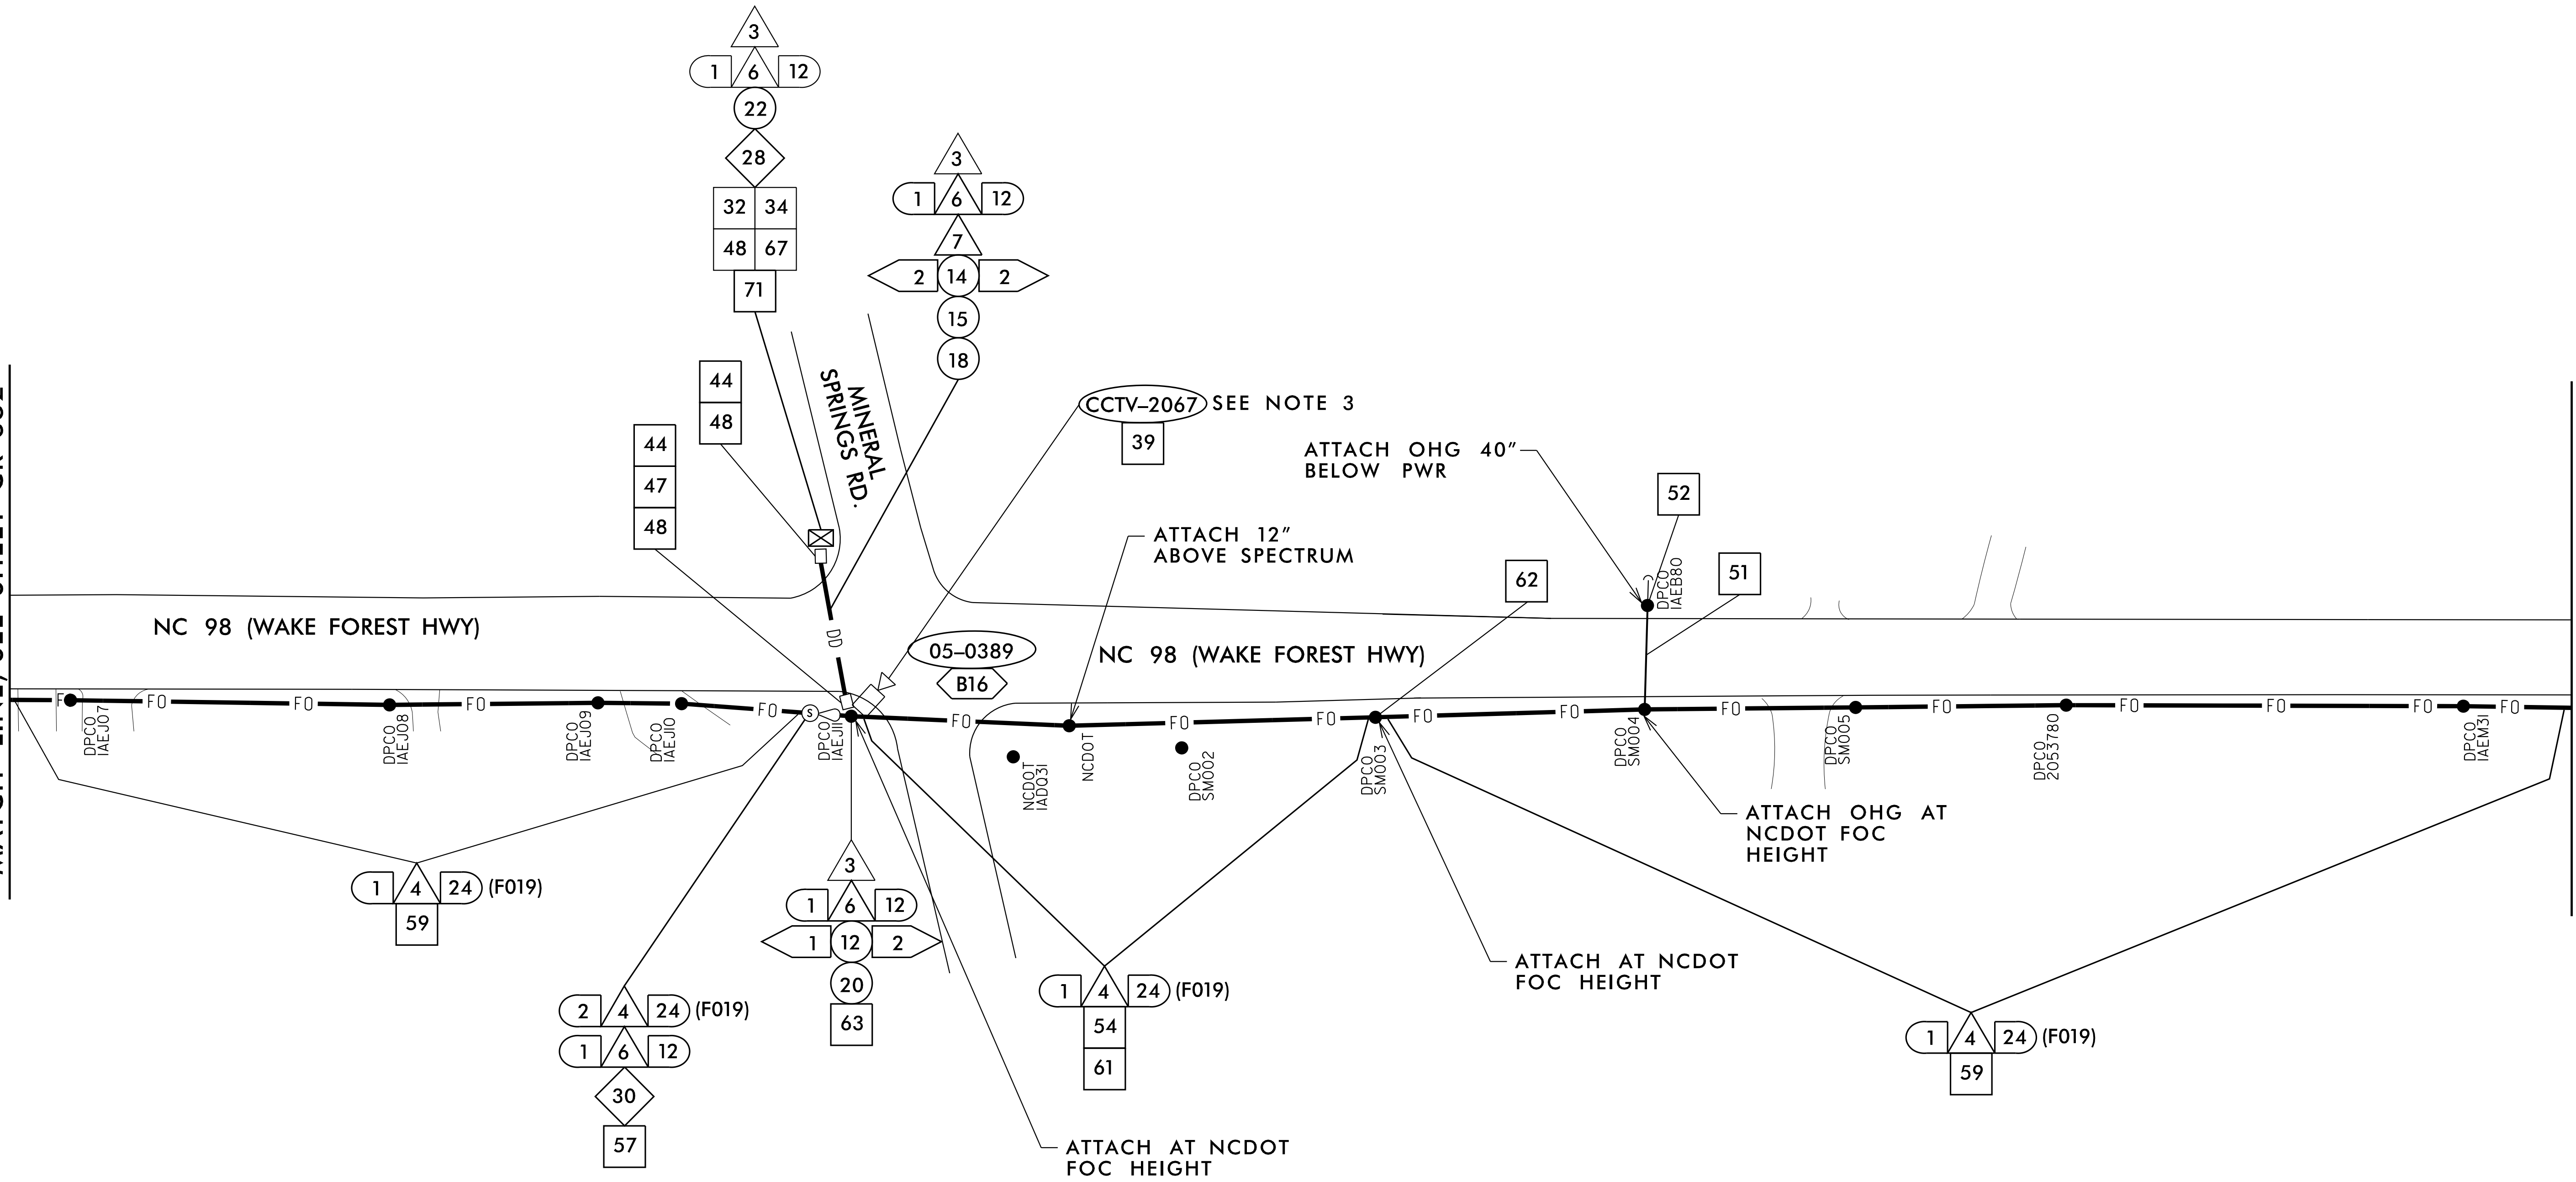 3
1 6 12
22
28
32 34
48 67
71
3
1 6 12
7
2 14 2
15
18
44
48
44
47
48
MINERAL
SPRINGS RD.
CCTV–2067 SEE NOTE 3
39
ATTACH OHG 40"
BELOW PWR
52
51
62
ATTACH 12"
ABOVE SPECTRUM
DPCO
IAEB80
NC 98 (WAKE FOREST HWY)
DD
05–0389
B16
NC 98 (WAKE FOREST HWY)
FO FO FO FO S FO FO FO FO FO FO FO FO FO FO FO
DPCO
IAEJ07
DPCO
IAEJ08
DPCO
IAEJ09
DPCO
IAEJ10
DPCO
IAEJ11
NCDOT
IADQ31
NCDOT
DPCO
SM002
DPCO
SM003
DPCO
SM004
DPCO
SM005
DPCO
2053780
DPCO
IAEM31
ATTACH OHG AT
NCDOT FOC
HEIGHT
1 4 24 (F019)
59
3
1 6 12
1 12 2
20
63
2 4 24 (F019)
1 6 12
30
57
1 4 24 (F019)
54
61
ATTACH AT NCDOT
FOC HEIGHT
1 4 24 (F019)
59
ATTACH AT NCDOT
FOC HEIGHT